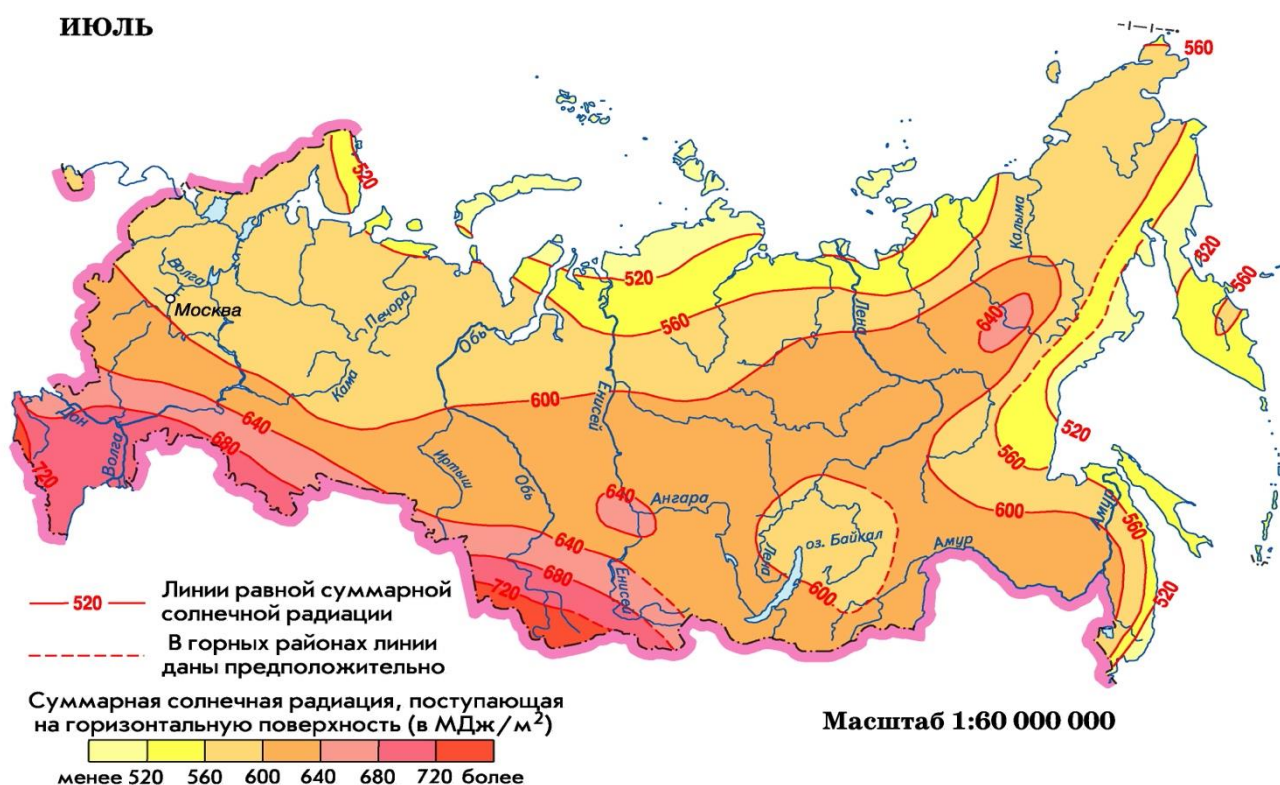 ИЮЛЬ
560
520
520
560
Волга
Москва
Печора
Обь
Кама
Енисей
Лена
Колыма
520
560
640
600
640
680
720
Дон
Волга
Иртыш
Обь
640
Ангара
640
680
720
Енисей
Лена
оз. Байкал
600
Амур
600
560
520
Амур
560
520
— 520 — Линии равной суммарной
солнечной радиации
В горных районах линии
даны предположительно
Суммарная солнечная радиация, поступающая
на горизонтальную поверхность (в МДж/м²)
менее 520 560 600 640 680 720 более
Масштаб 1:60 000 000